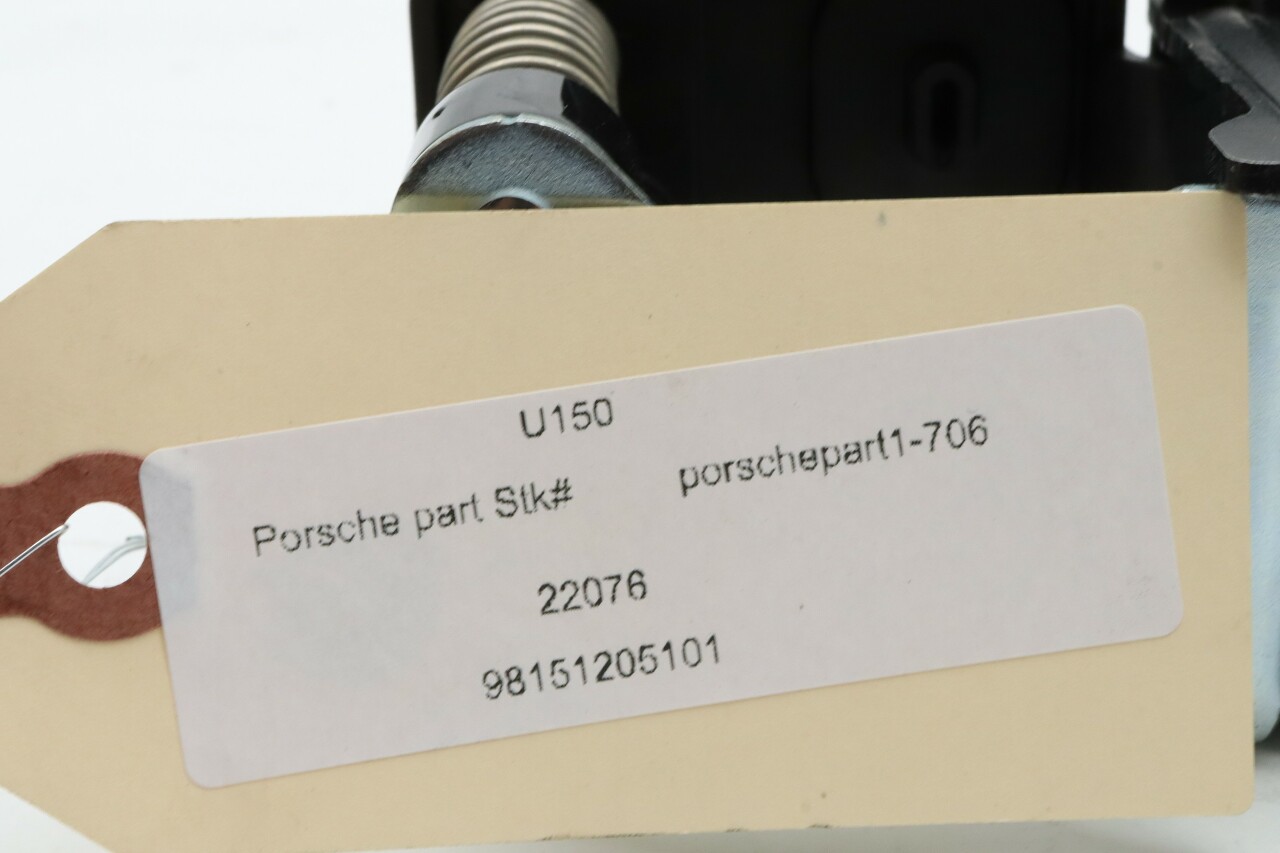 U150
Porsche part Stk# porschepart1-706
22076
98151205101